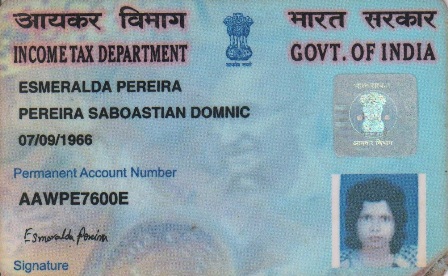 आयकर विभाग
भारत सरकार
INCOME TAX DEPARTMENT
GOVT. OF INDIA
ESMERALDA PEREIRA
PEREIRA SABOASTIAN DOMNIC
07/09/1966
Permanent Account Number
AAWPE7600E
Esmeralda Pereira
Signature